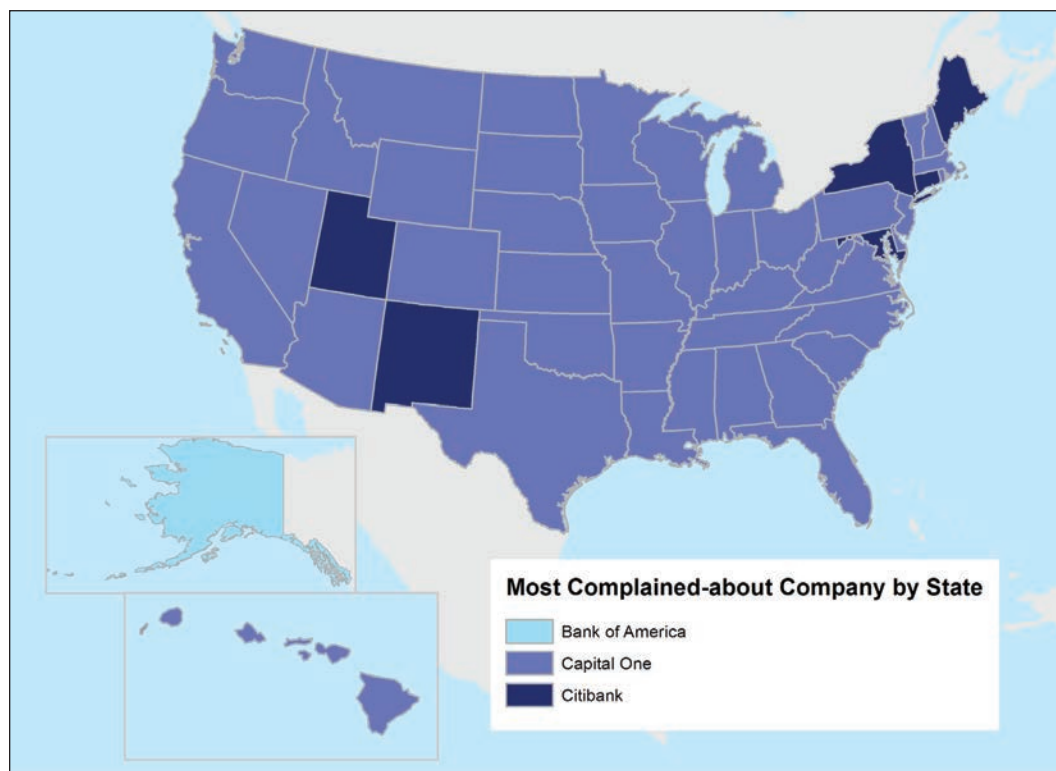 Most Complained-about Company by State
Bank of America
Capital One
Citibank